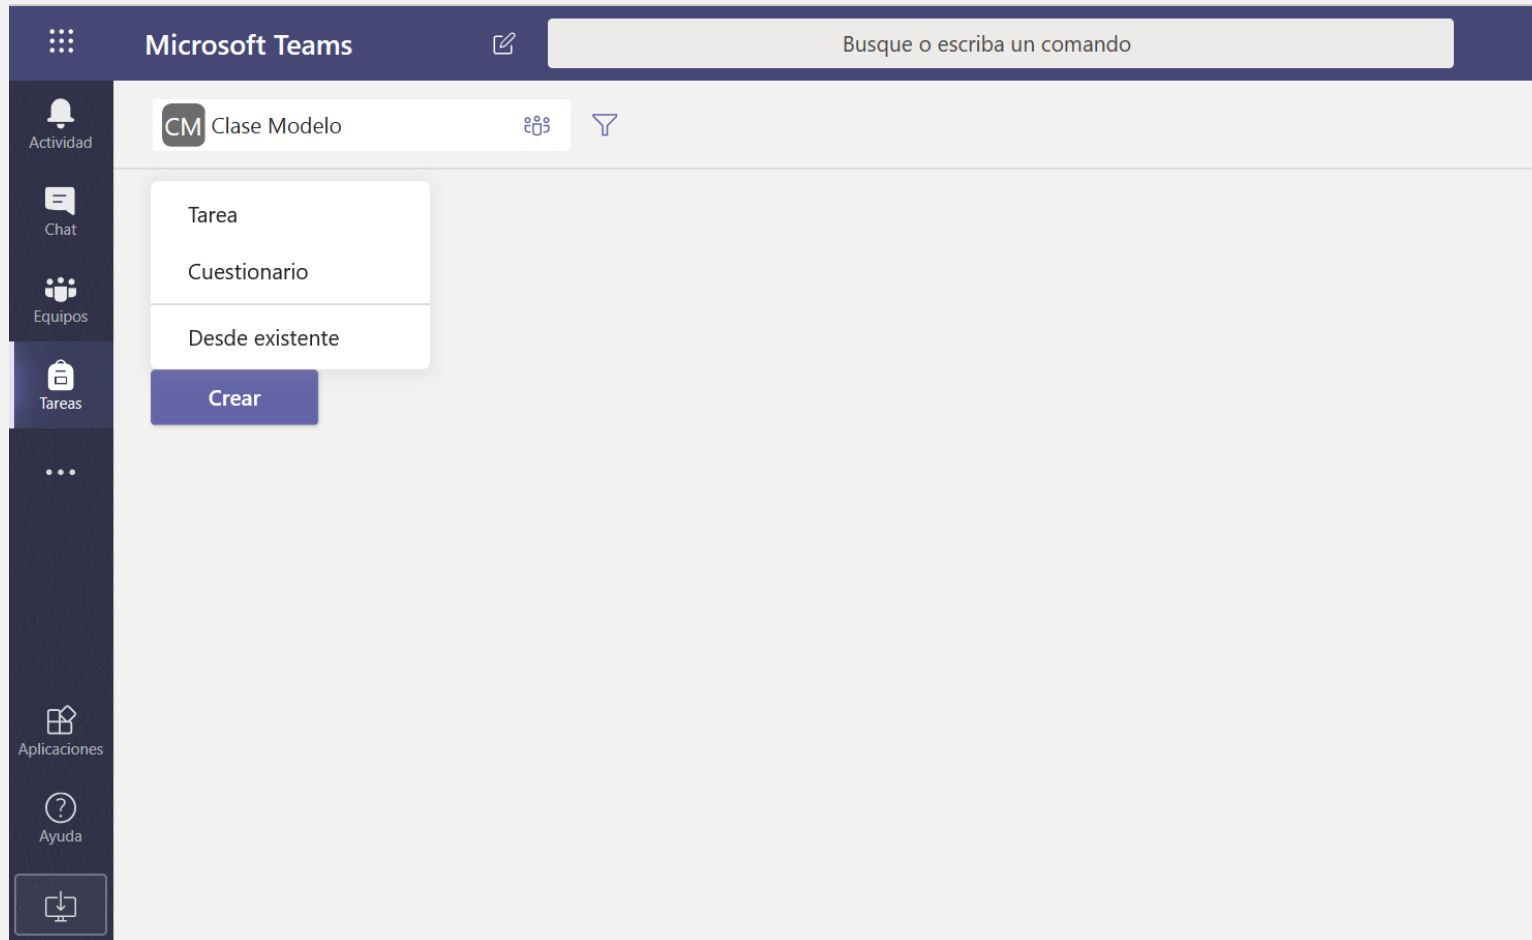 Microsoft Teams
Busque o escriba un comando
Actividad
Chat
Equipos
Tareas
Aplicaciones
Ayuda
CM Clase Modelo
Tarea
Cuestionario
Desde existente
Crear